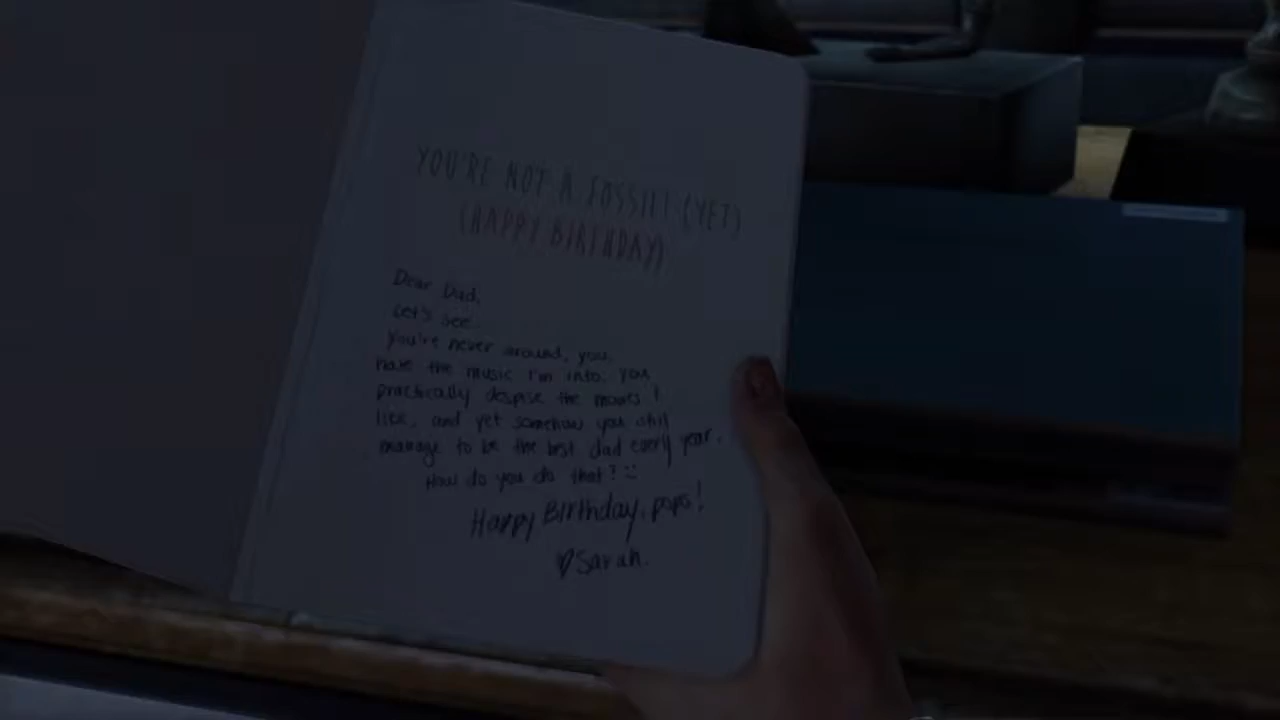 YOU'RE NOT A FOSSIL! (YET)
(HAPPY BIRTHDAY)
Dear Dad,
Let's see.
You're never around, you
hate the music I'm into, you
practically despise the movies I
like, and yet somehow you still
manage to be the best dad every year.
How do you do that? :)
Happy Birthday, pops!
♥Sarah.